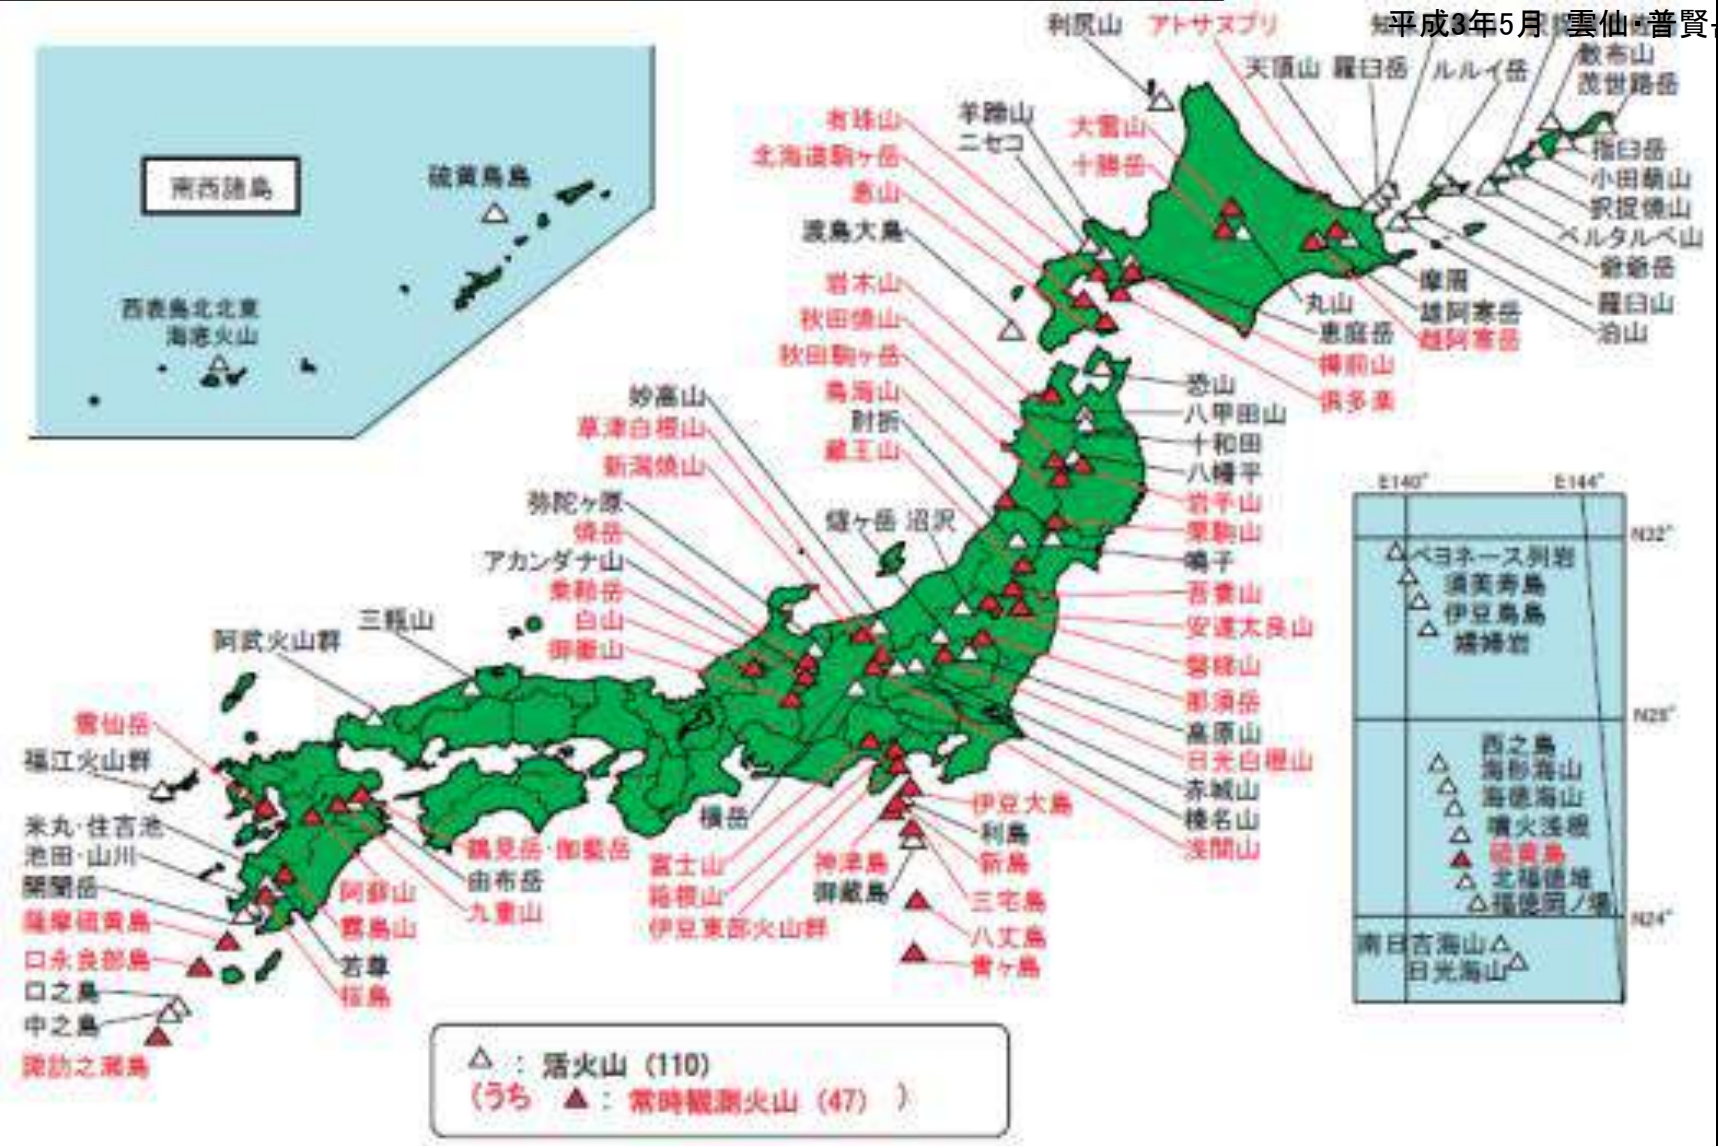 平成3年5月 雲仙・普賢
利尻山
アトサヌプリ
天頂山
羅臼岳
ルルイ岳
散布山
茂世路岳
指臼岳
小田萌山
択捉焼山
ベルタルベ山
爺爺岳
羅臼山
泊山
摩周
雄阿寒岳
雌阿寒岳
丸山
恵庭岳
樽前山
倶多楽
大雪山
十勝岳
羊蹄山
ニセコ
有珠山
北海道駒ヶ岳
恵山
渡島大島
岩木山
秋田焼山
秋田駒ヶ岳
鳥海山
肘折
蔵王山
恐山
八甲田山
十和田
八幡平
岩手山
栗駒山
鳴子
吾妻山
安達太良山
磐梯山
那須岳
高原山
日光白根山
赤城山
榛名山
浅間山
燧ヶ岳 沼沢
妙高山
草津白根山
新潟焼山
弥陀ヶ原
焼岳
アカンダナ山
乗鞍岳
白山
御嶽山
三瓶山
阿武火山群
横岳
富士山
箱根山
伊豆東部火山群
伊豆大島
利島
新島
神津島
御蔵島
三宅島
八丈島
青ヶ島
雲仙岳
福江火山群
米丸・住吉池
池田・山川
開聞岳
薩摩硫黄島
口永良部島
口之島
中之島
諏訪之瀬島
鶴見岳・伽藍岳
由布岳
九重山
阿蘇山
霧島山
若尊
桜島
南西諸島
硫黄鳥島
西表島北北東
海底火山
E140° E144°
N32°
ベヨネース列岩
須美寿島
伊豆鳥島
孀婦岩
N28°
西之島
海形海山
海徳海山
噴火浅根
硫黄島
北福徳堆
福徳岡ノ場
N24°
南日吉海山
日光海山
△ : 活火山 (110)
(うち ▲ : 常時観測火山 (47) )